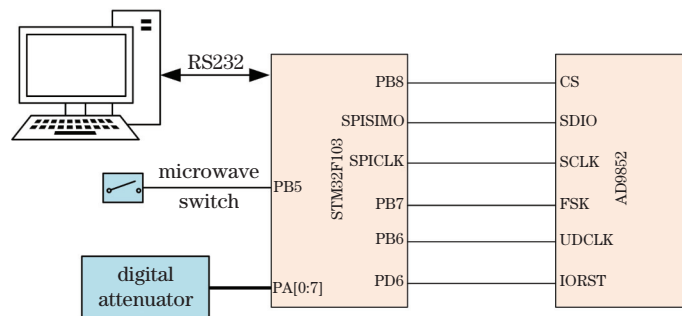 RS232
microwave
switch
digital
attenuator
STM32F103
PB8
SPISIMO
SPICLK
PB5
PB7
PB6
PA[0:7]
PD6
AD9852
CS
SDIO
SCLK
FSK
UDCLK
IORST